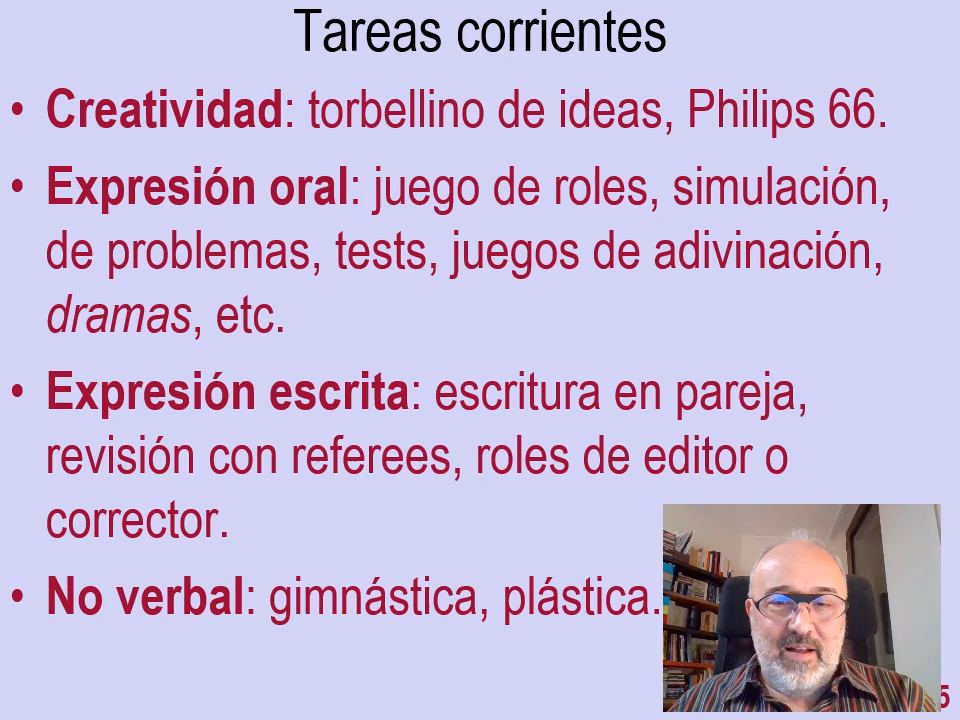 Tareas corrientes
• Creatividad: torbellino de ideas, Philips 66.
• Expresión oral: juego de roles, simulación,
de problemas, tests, juegos de adivinación,
dramas, etc.
• Expresión escrita: escritura en pareja,
revisión con referees, roles de editor o
corrector.
• No verbal: gimnástica, plástica.
5